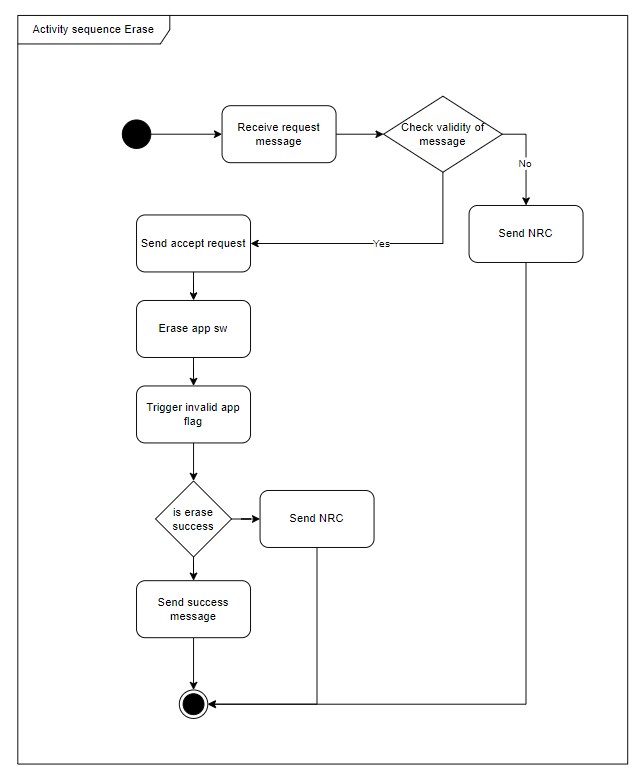 Activity sequence Erase
Receive request
message
Check validity of
message
No
Send NRC
Yes
Send accept request
Erase app sw
Trigger invalid app
flag
is erase
success
Send NRC
Send success
message